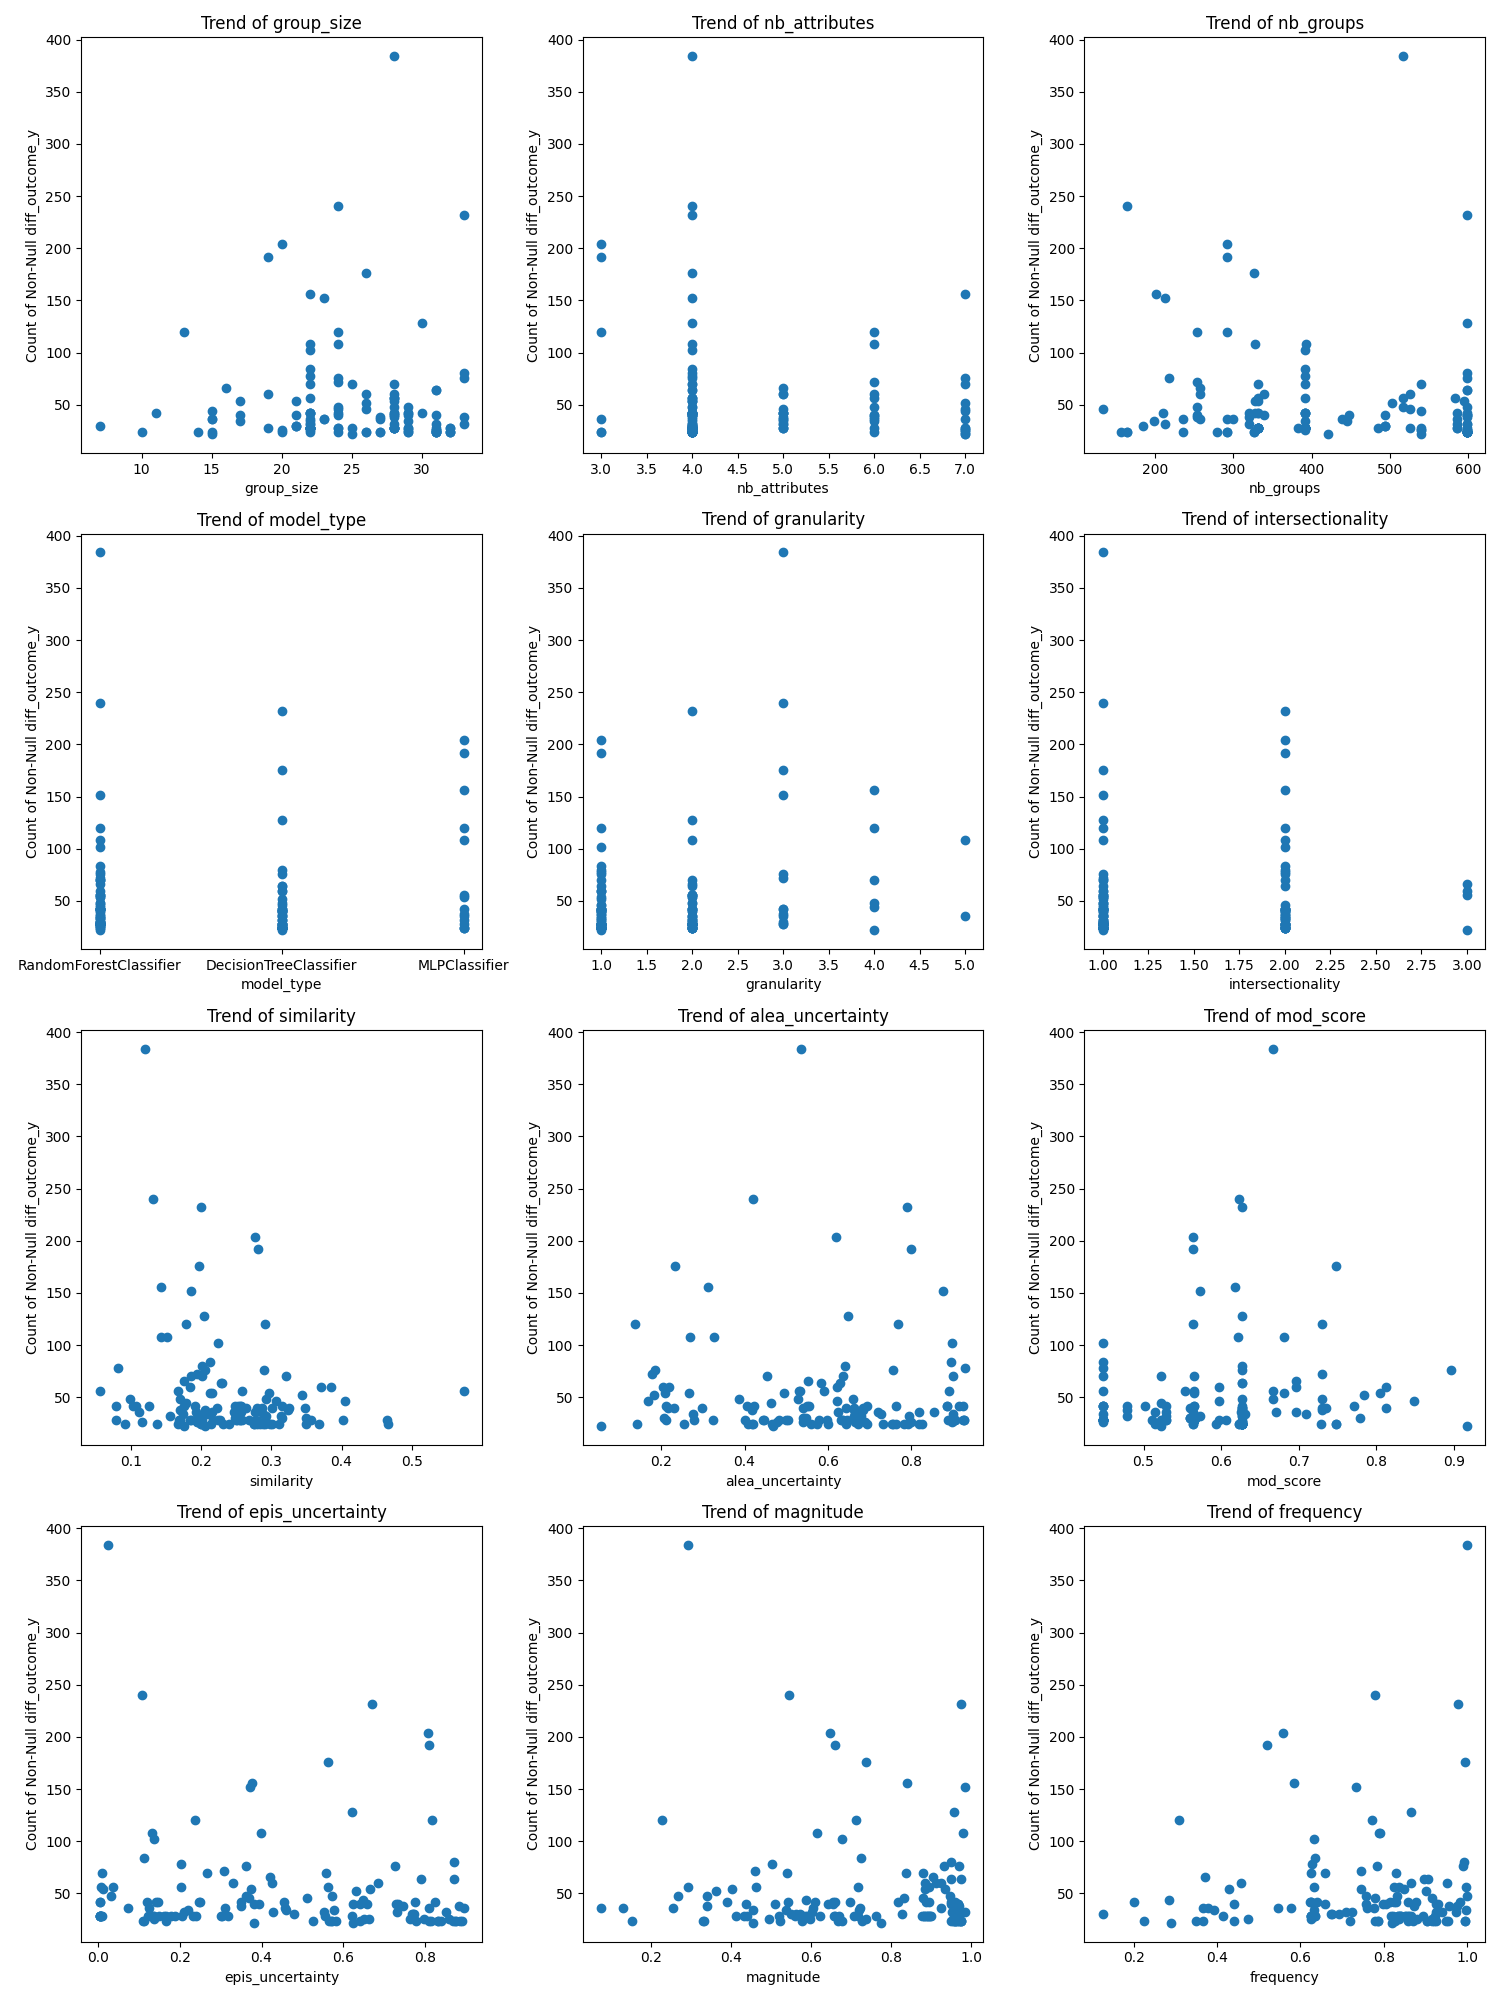 Trend of group_size Trend of nb_attributes Trend of nb_groups
400 400 400
350 350 350
300 300 300
250 250 250
200 200 200
150 150 150
100 100 100
50 50 50
Count of Non-Null diff_outcome_y Count of Non-Null diff_outcome_y Count of Non-Null diff_outcome_y
10 15 20 25 30 3.0 3.5 4.0 4.5 5.0 5.5 6.0 6.5 7.0 200 300 400 500 600
group_size nb_attributes nb_groups
Trend of model_type Trend of granularity Trend of intersectionality
400 400 400
350 350 350
300 300 300
250 250 250
200 200 200
150 150 150
100 100 100
50 50 50
Count of Non-Null diff_outcome_y Count of Non-Null diff_outcome_y Count of Non-Null diff_outcome_y
RandomForestClassifier DecisionTreeClassifier MLPClassifier 1.0 1.5 2.0 2.5 3.0 3.5 4.0 4.5 5.0 1.00 1.25 1.50 1.75 2.00 2.25 2.50 2.75 3.00
model_type granularity intersectionality
Trend of similarity Trend of alea_uncertainty Trend of mod_score
400 400 400
350 350 350
300 300 300
250 250 250
200 200 200
150 150 150
100 100 100
50 50 50
Count of Non-Null diff_outcome_y Count of Non-Null diff_outcome_y Count of Non-Null diff_outcome_y
0.1 0.2 0.3 0.4 0.5 0.2 0.4 0.6 0.8 0.5 0.6 0.7 0.8 0.9
similarity alea_uncertainty mod_score
Trend of epis_uncertainty Trend of magnitude Trend of frequency
400 400 400
350 350 350
300 300 300
250 250 250
200 200 200
150 150 150
100 100 100
50 50 50
Count of Non-Null diff_outcome_y Count of Non-Null diff_outcome_y Count of Non-Null diff_outcome_y
0.0 0.2 0.4 0.6 0.8 0.2 0.4 0.6 0.8 1.0 0.2 0.4 0.6 0.8 1.0
epis_uncertainty magnitude frequency